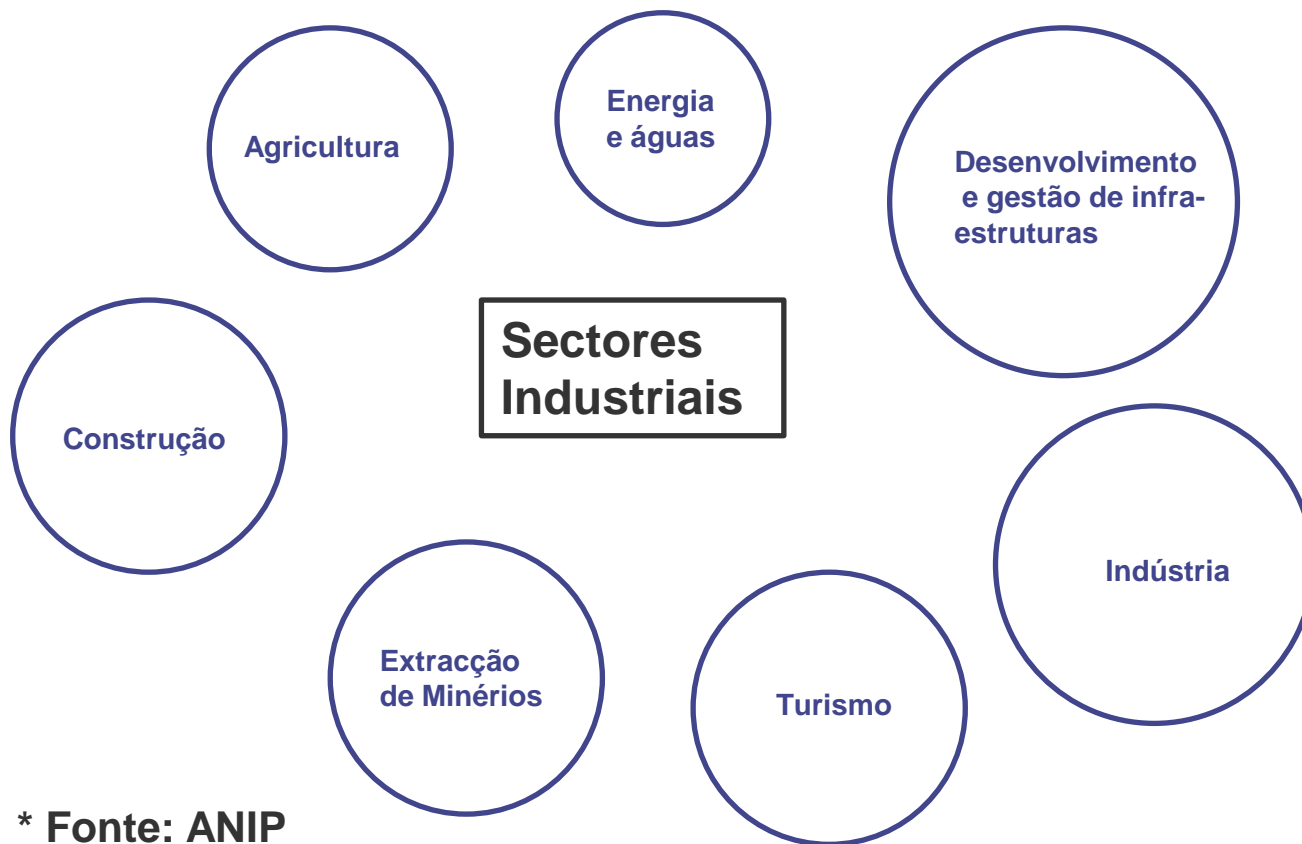 Agricultura
Energia
e águas
Desenvolvimento
e gestão de infra-
estruturas
Sectores
Industriais
Construção
Indústria
Extracção
de Minérios
Turismo
* Fonte: ANIP